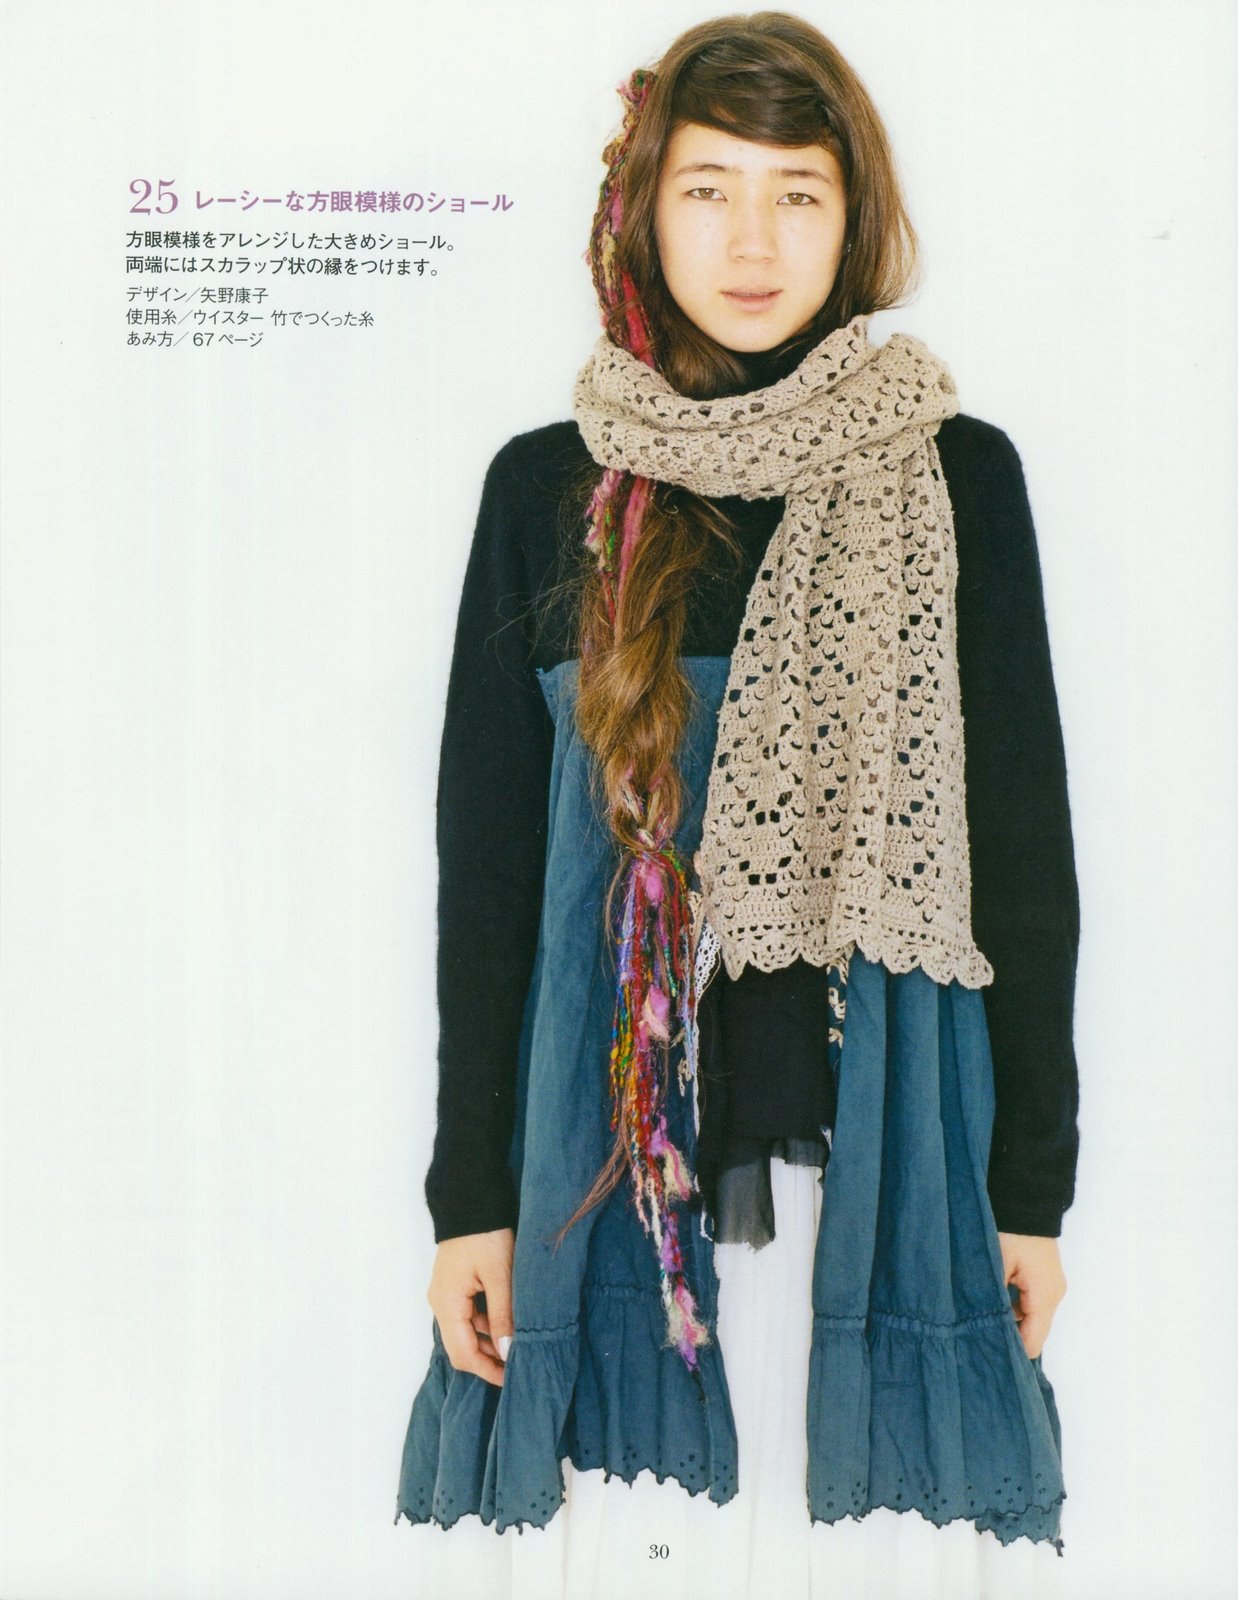 25 レーシーな方眼模様のショール
方眼模様をアレンジした大きめショール。
両端にはスカラップ状の縁をつけます。
デザイン／矢野康子
使用糸／ウイスター 竹でつくった糸
あみ方／67ページ
30